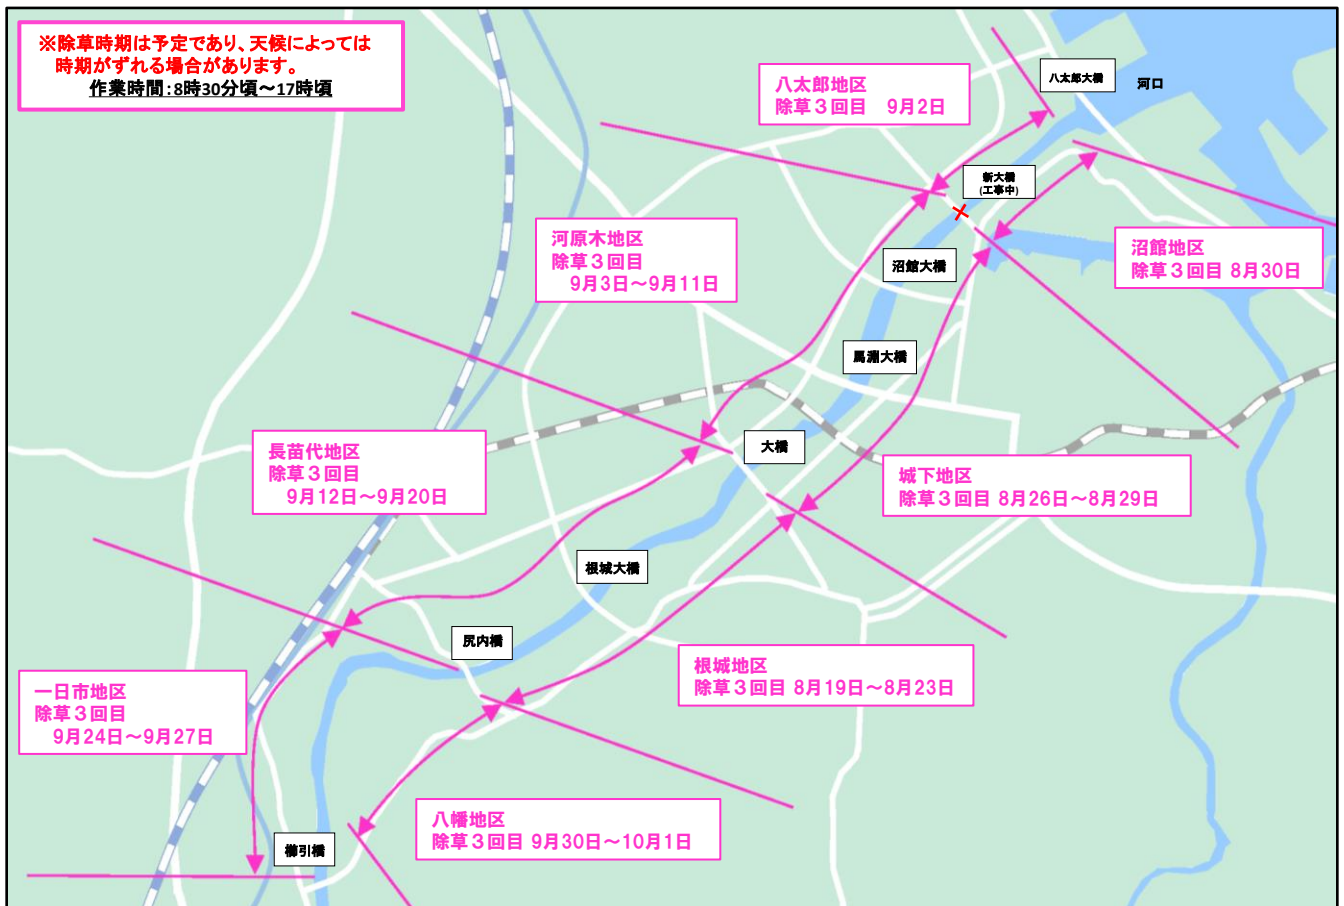 ※除草時期は予定であり、天候によっては
時期がずれる場合があります。
作業時間:8時30分頃～17時頃
八太郎地区
除草３回目 9月2日
八太郎大橋
河口
新大橋
(工事中)
河原木地区
除草３回目
9月3日～9月11日
沼館大橋
沼館地区
除草３回目 8月30日
馬淵大橋
長苗代地区
除草３回目
9月12日～9月20日
大橋
城下地区
除草３回目 8月26日～8月29日
根城大橋
尻内橋
根城地区
除草３回目 8月19日～8月23日
一日市地区
除草３回目
9月24日～9月27日
八幡地区
除草３回目 9月30日～10月1日
櫛引橋